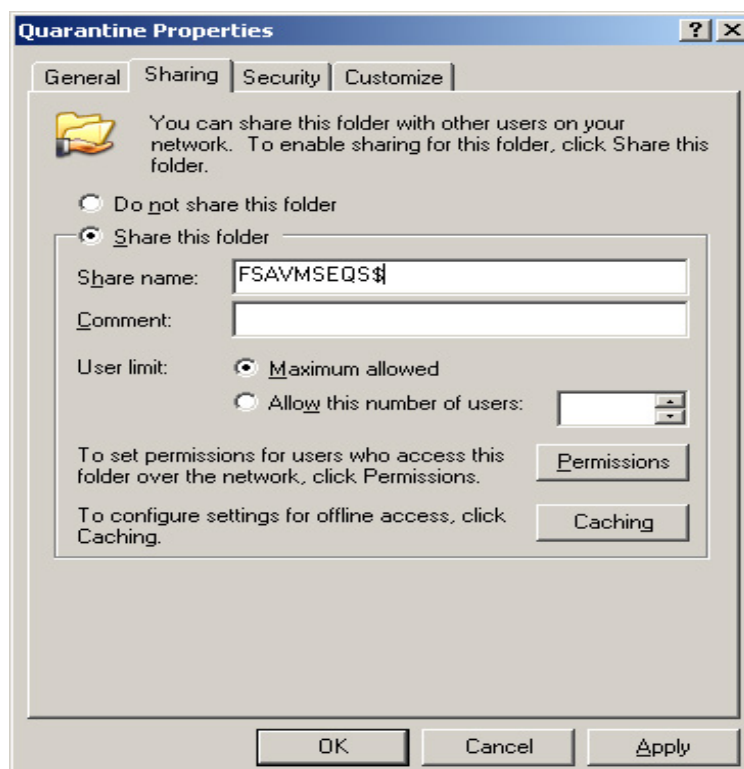 Quarantine Properties
General Sharing Security Customize
You can share this folder with other users on your
network. To enable sharing for this folder, click Share this
folder.
Do not share this folder
Share this folder
Share name: FSAVMSEQS$
Comment:
User limit: Maximum allowed
Allow this number of users:
To set permissions for users who access this
folder over the network, click Permissions.
Permissions
To configure settings for offline access, click
Caching.
Caching
OK Cancel Apply